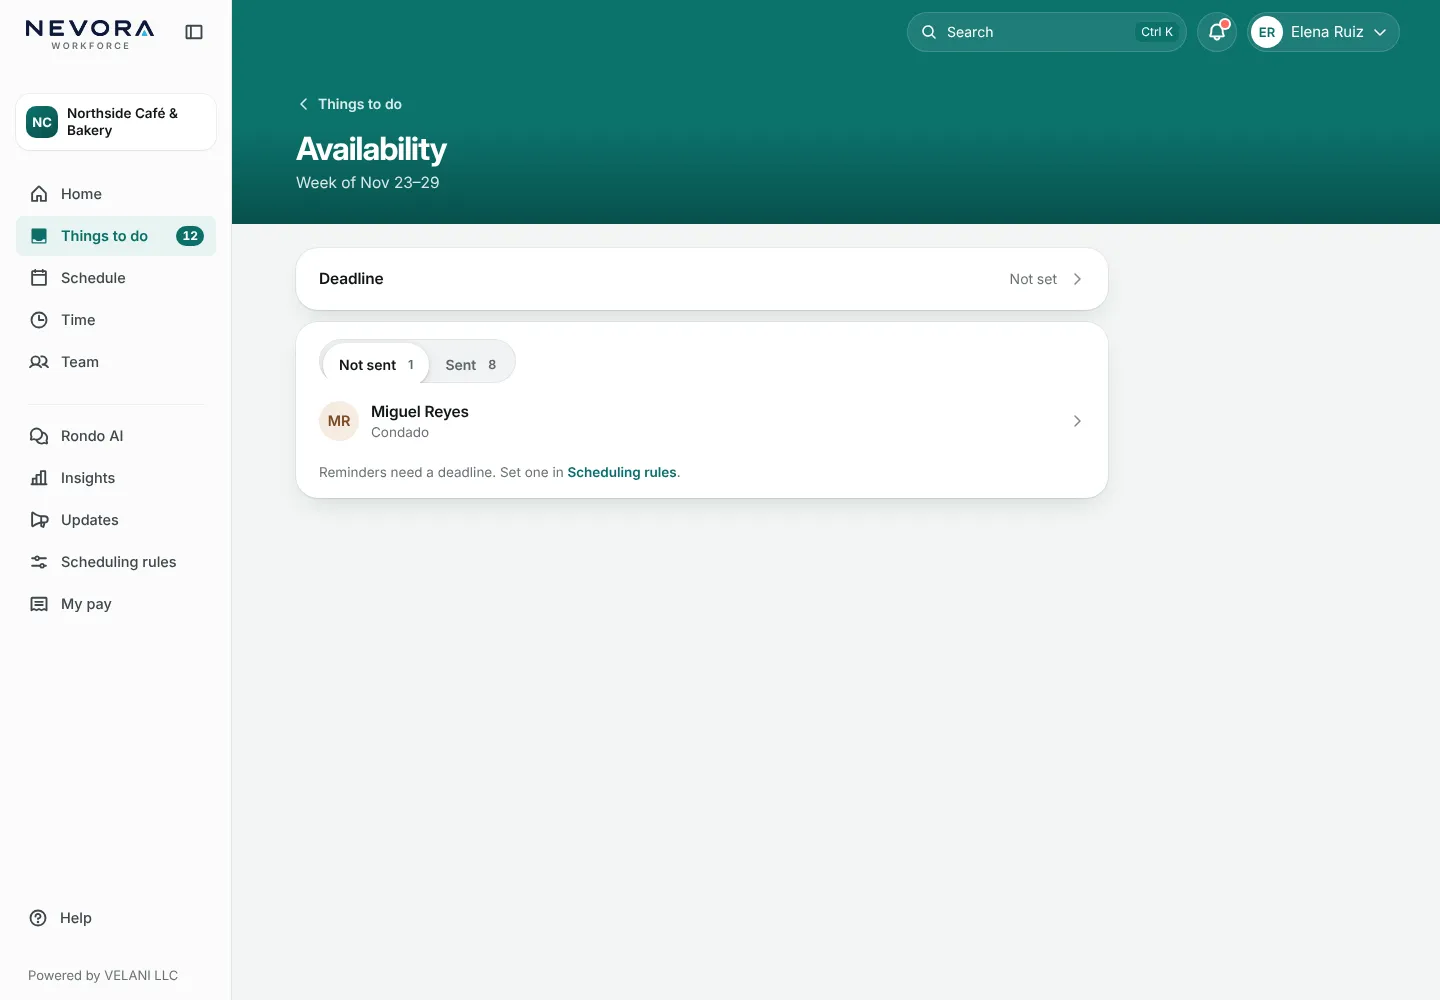 NEVORA
WORKFORCE
Search
Ctrl K
ER
Elena Ruiz
NC
Northside Café &
Bakery
Home
Things to do
12
Schedule
Time
Team
Rondo AI
Insights
Updates
Scheduling rules
My pay
Help
Powered by VELANI LLC
Things to do
Availability
Week of Nov 23–29
Deadline
Not set
Not sent 1
Sent 8
MR
Miguel Reyes
Condado
Reminders need a deadline. Set one in Scheduling rules.